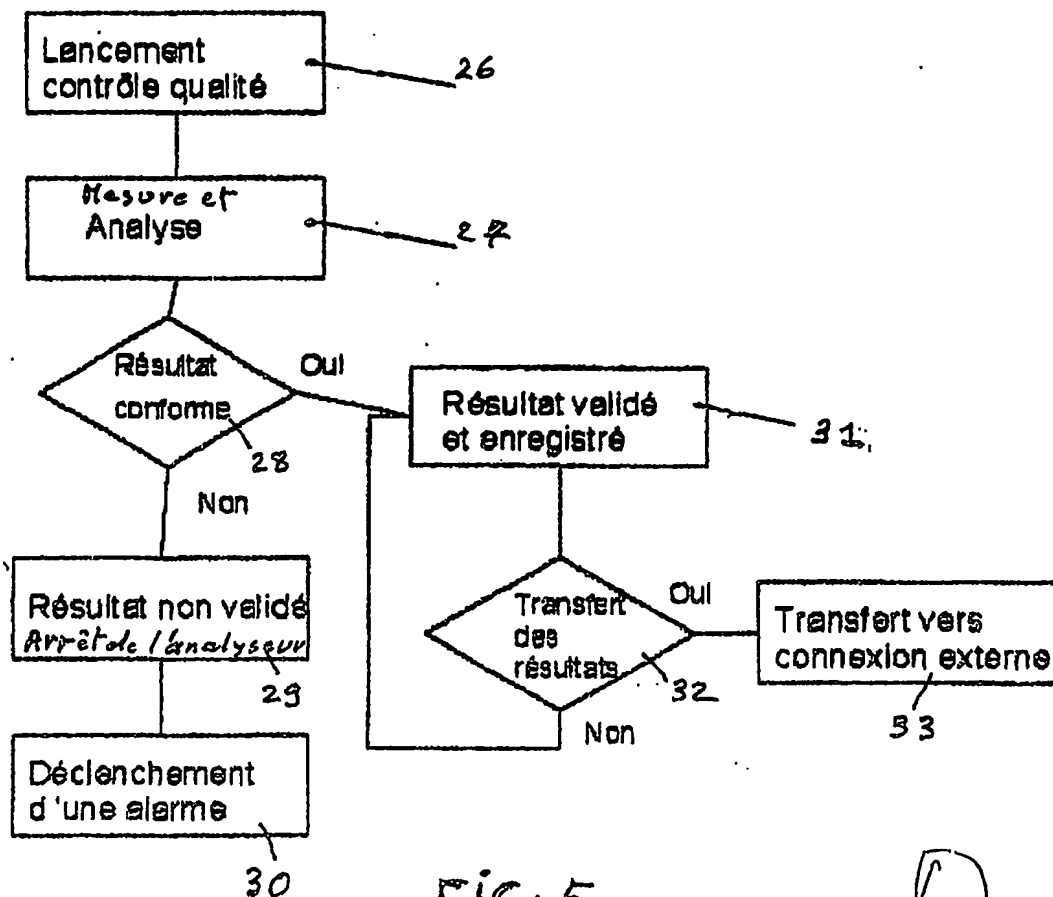 Lancement
contrôle qualité
26
Mesure et
Analyse
27
Résultat
conforme
28
Oui
Non
Résultat validé
et enregistré
31
Résultat non validé
Arrêt de l'analyseur
29
Transfert
des
résultats
32
Oui
Non
Transfert vers
connexion externe
33
Déclenchement
d'une alarme
30
FIG. 5